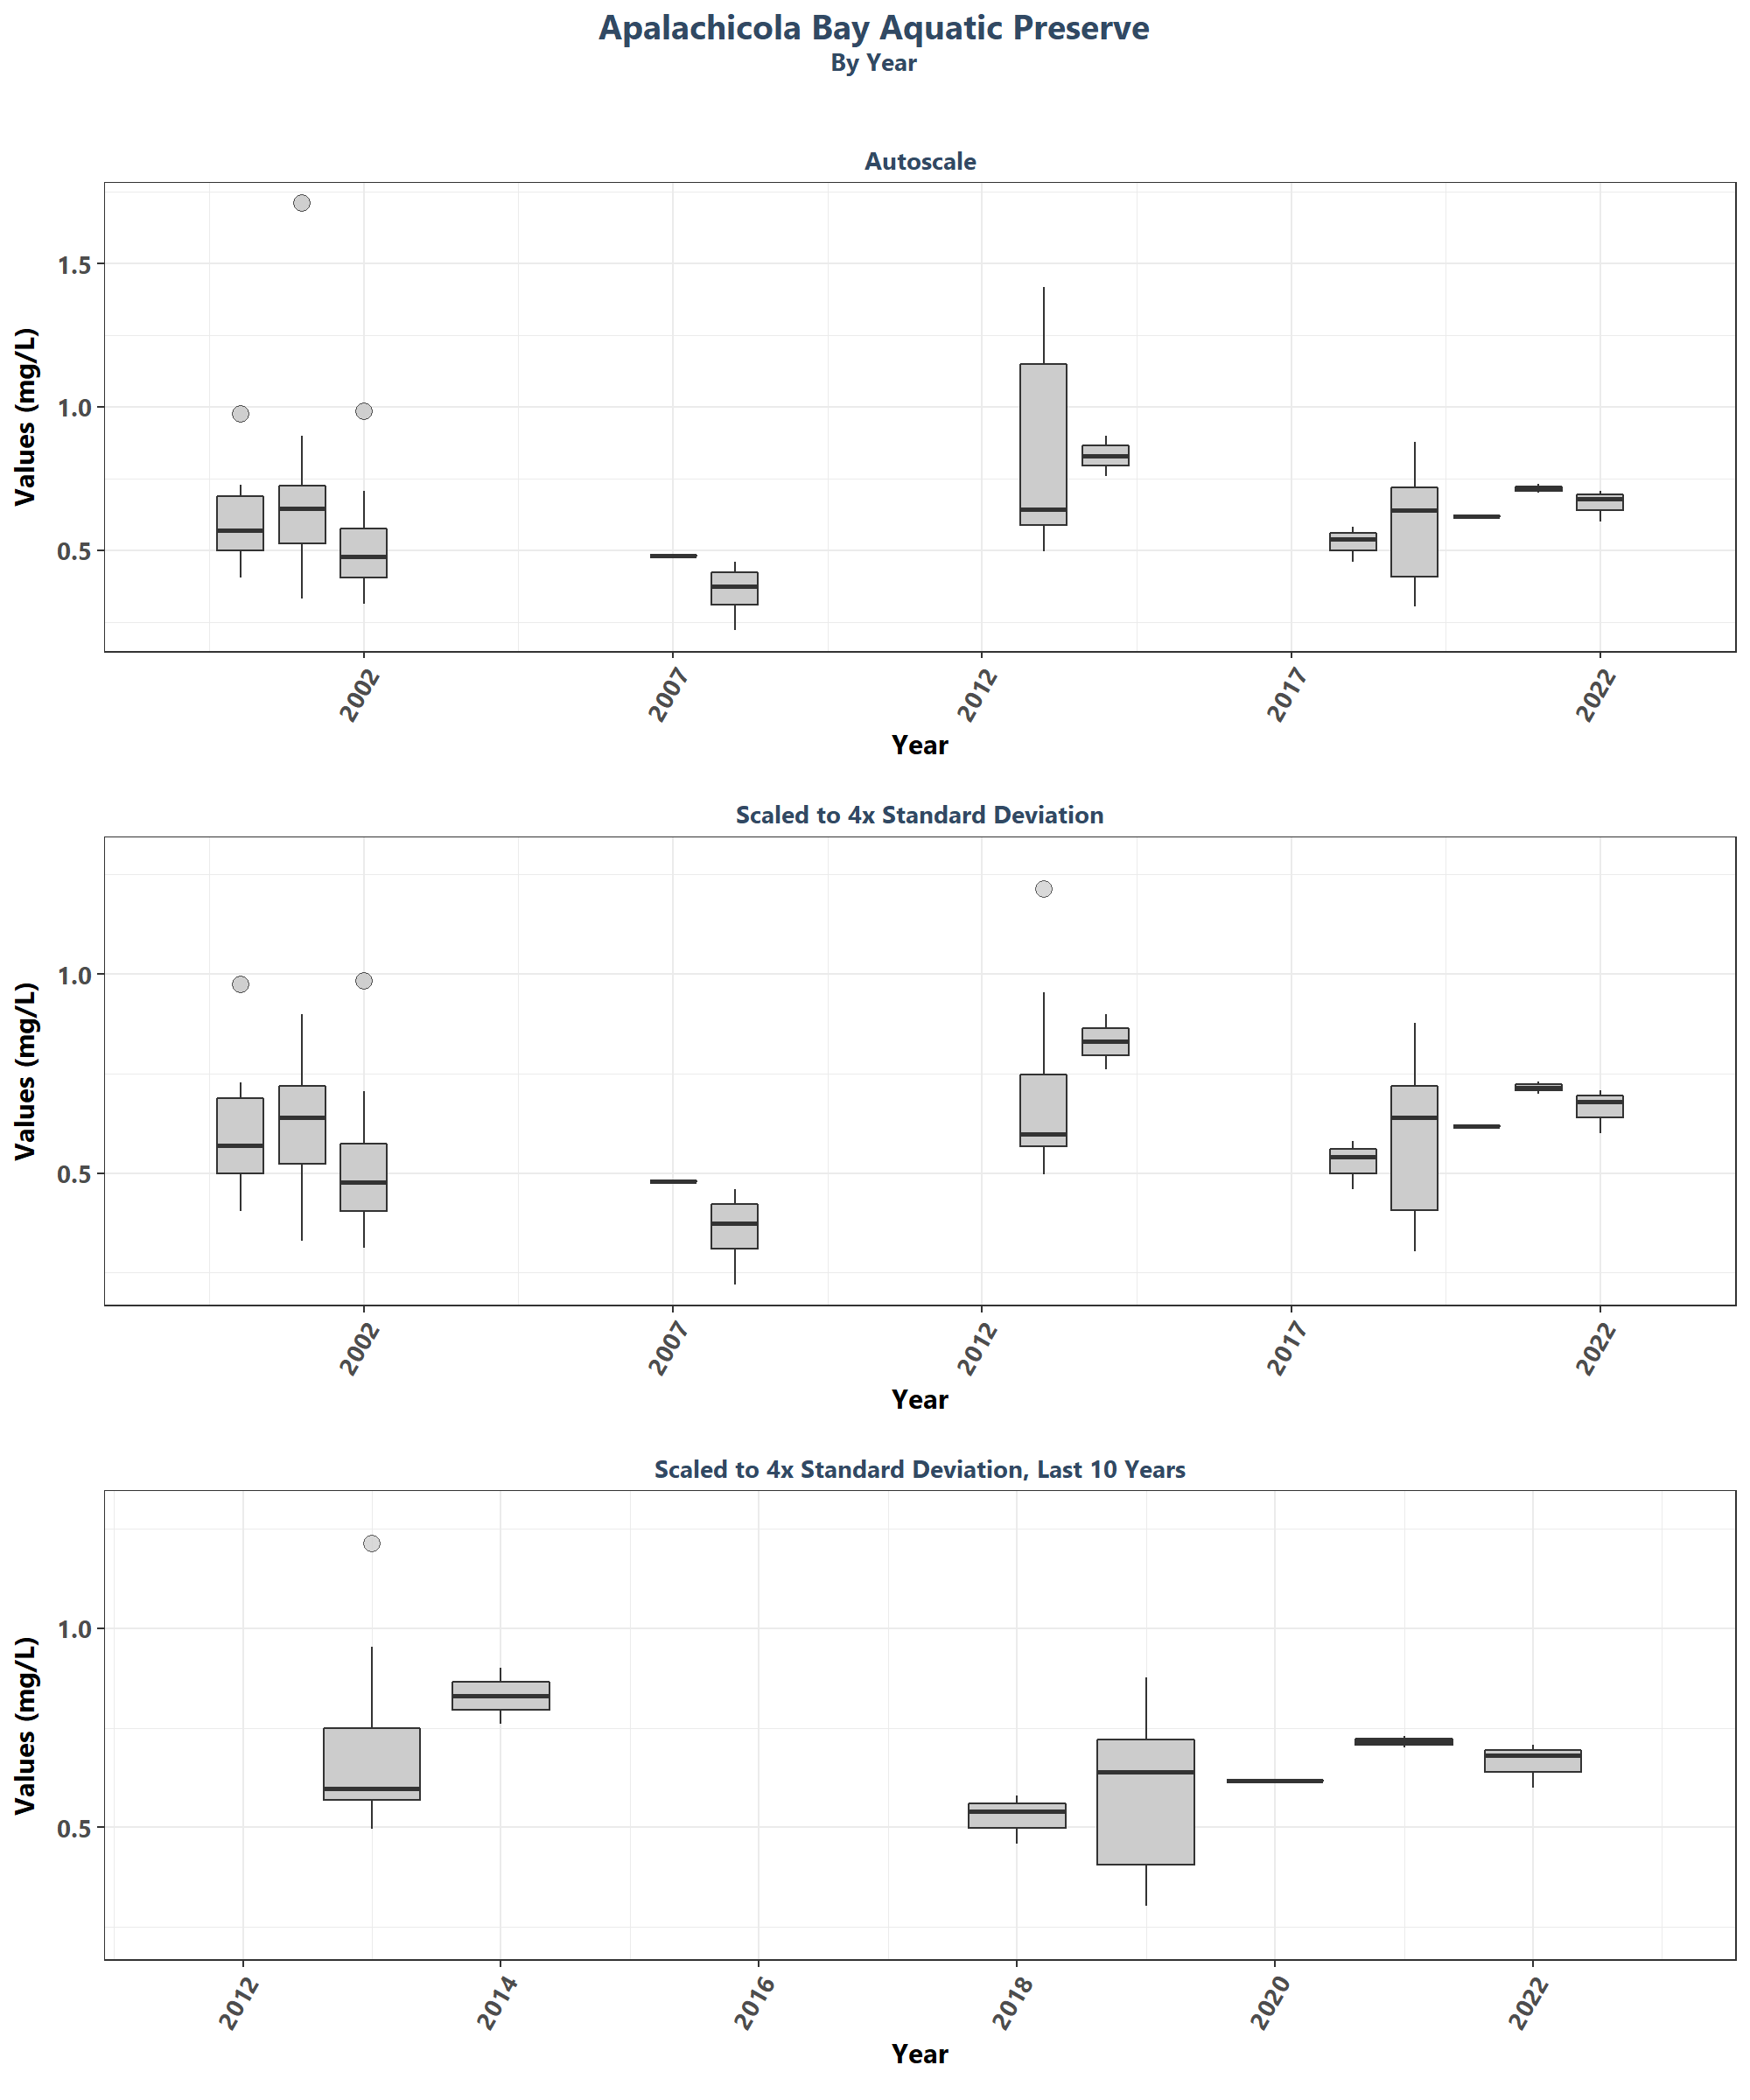 Apalachicola Bay Aquatic Preserve
By Year
Autoscale
Values (mg/L)
1.5
1.0
0.5
2002 2007 2012 2017 2022
Year
Scaled to 4x Standard Deviation
Values (mg/L)
1.0
0.5
2002 2007 2012 2017 2022
Year
Scaled to 4x Standard Deviation, Last 10 Years
Values (mg/L)
1.0
0.5
2012 2014 2016 2018 2020 2022
Year